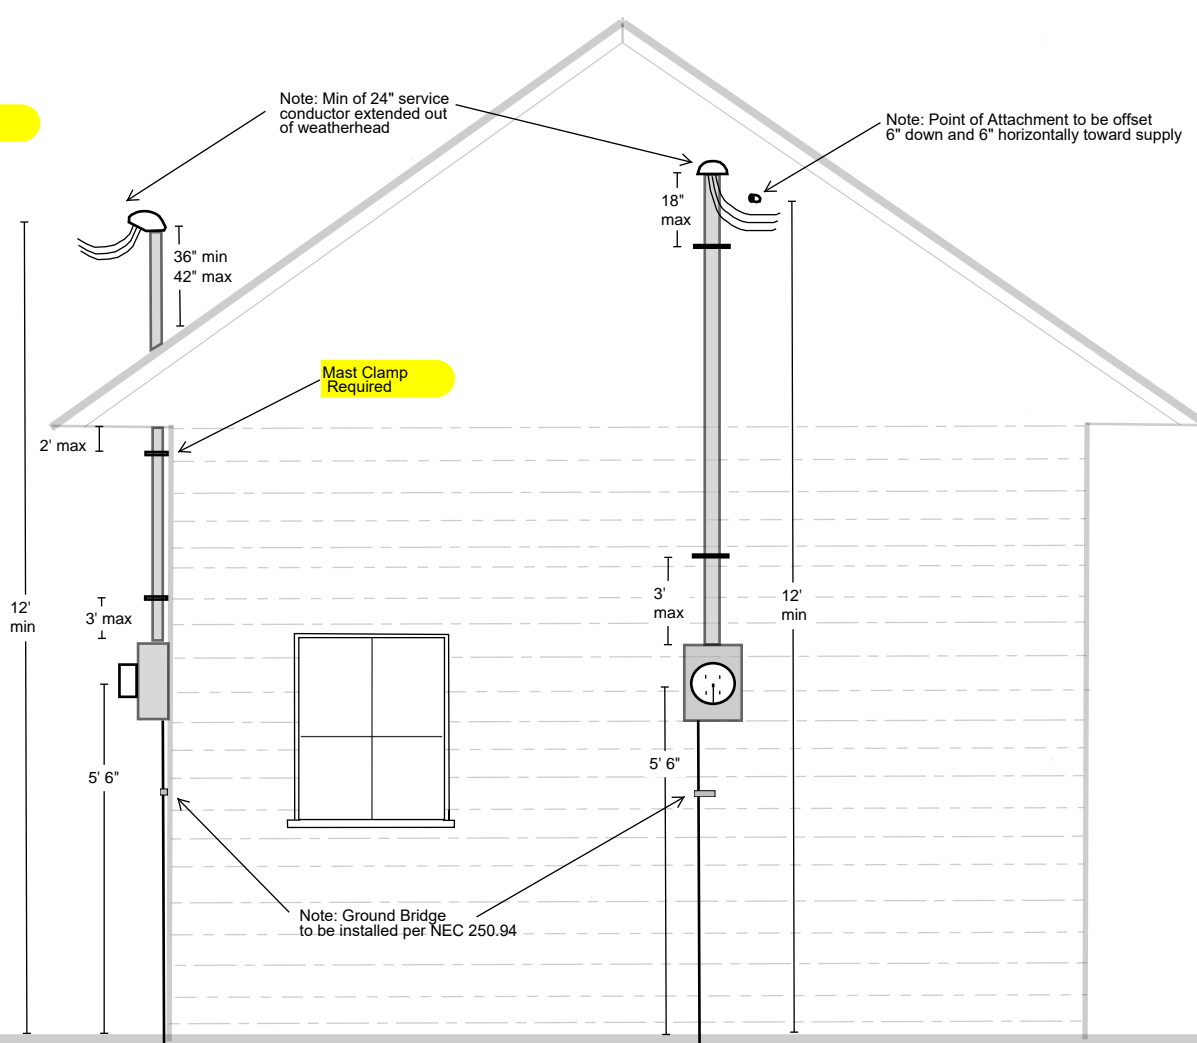 Note: Min of 24" service
conductor extended out
of weatherhead
Note: Point of Attachment to be offset
6" down and 6" horizontally toward supply
18"
max
36" min
42" max
Mast Clamp
Required
2' max
3'
max
12'
min
12'
min
3' max
5' 6"
5' 6"
Note: Ground Bridge
to be installed per NEC 250.94